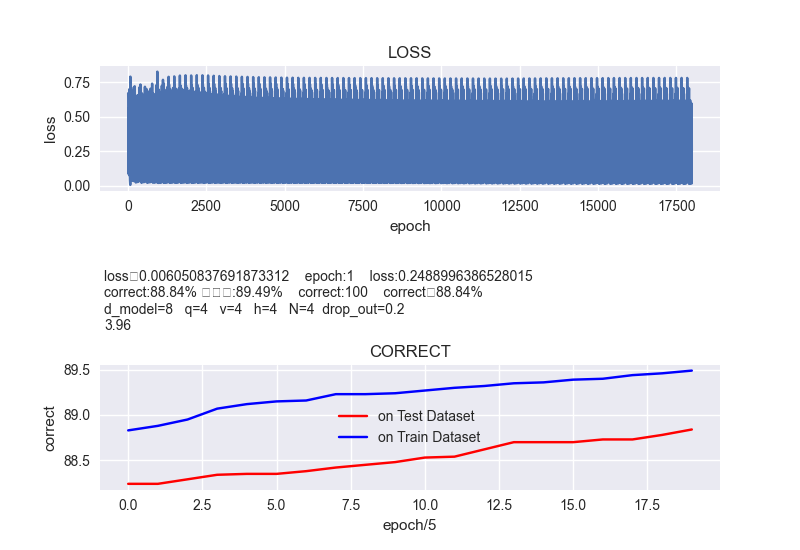 LOSS
0.75
0.50
0.25
0.00
loss
0 2500 5000 7500 10000 12500 15000 17500
epoch
loss□0.006050837691873312 epoch:1 loss:0.2488996386528015
correct:88.84% □□□:89.49% correct:100 correct□88.84%
d_model=8 q=4 v=4 h=4 N=4 drop_out=0.2
3.96
CORRECT
89.5
89.0
88.5
correct
on Test Dataset
on Train Dataset
0.0 2.5 5.0 7.5 10.0 12.5 15.0 17.5
epoch/5